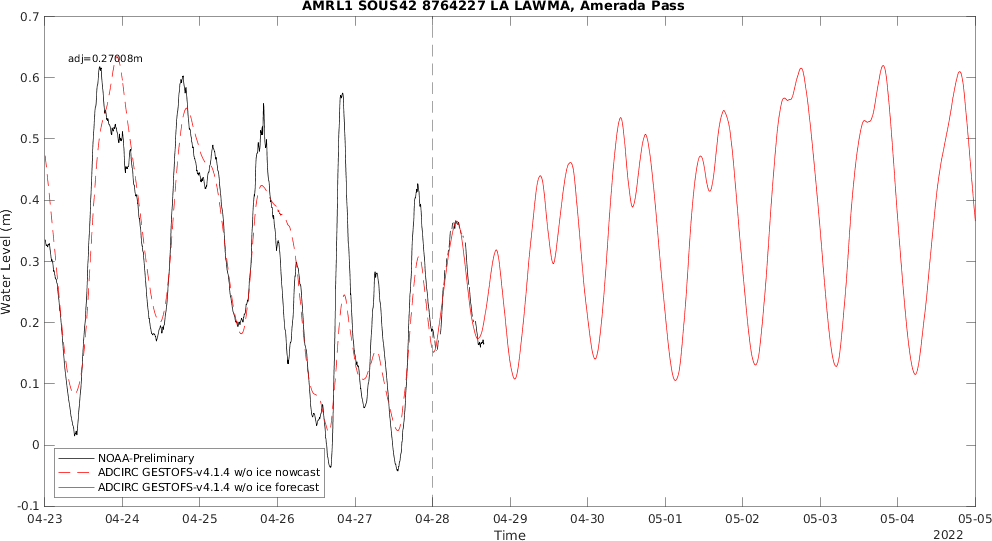 AMRL1 SOUS42 8764227 LA LAWMA, Amerada Pass
adj=0.27008m
0.7
0.6
0.5
0.4
0.3
0.2
0.1
0
-0.1
Water Level (m)
NOAA-Preliminary
ADCIRC GESTOFS-v4.1.4 w/o ice nowcast
ADCIRC GESTOFS-v4.1.4 w/o ice forecast
04-23 04-24 04-25 04-26 04-27 04-28 04-29 04-30 05-01 05-02 05-03 05-04 05-05
Time
2022